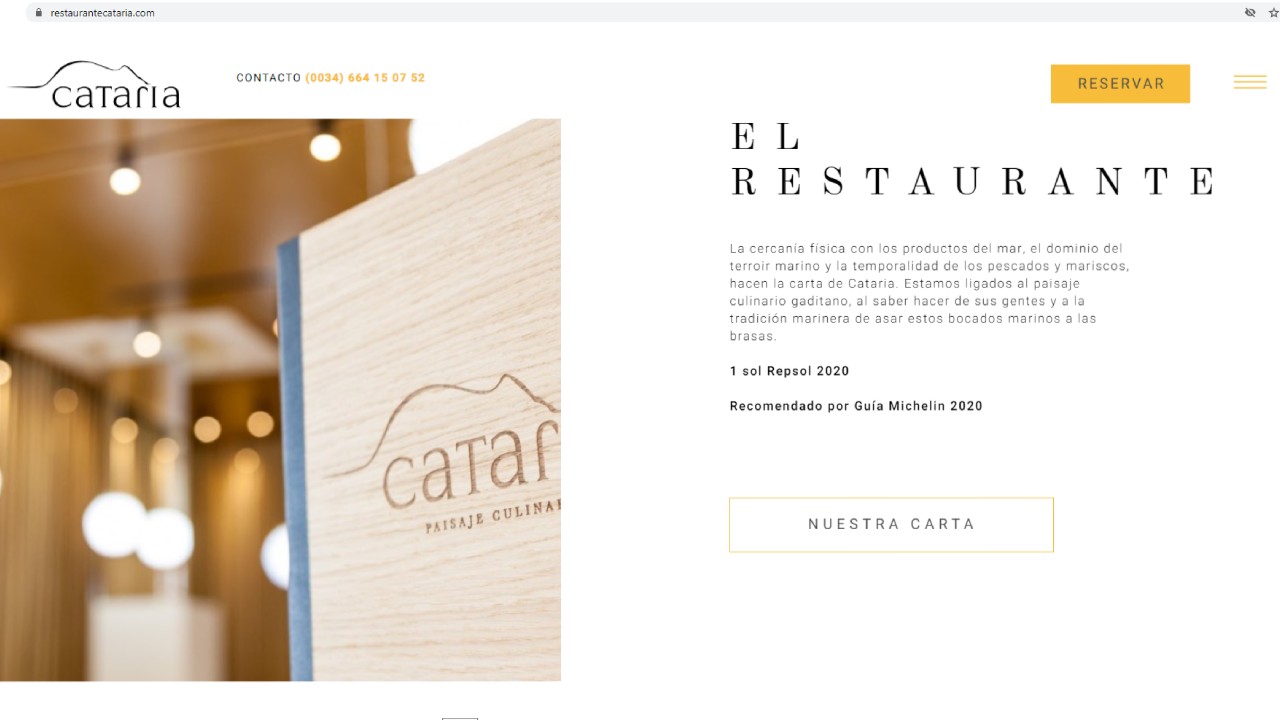 restaurantecataria.com
CATARIA
CONTACTO (0034) 664 15 07 52
RESERVAR
EL
RESTAURANTE
La cercanía física con los productos del mar, el dominio del
terroir marino y la temporalidad de los pescados y mariscos,
hacen la carta de Cataria. Estamos ligados al paisaje
culinario gaditano, al saber hacer de sus gentes y a la
tradición marinera de asar estos bocados marinos a las
brasas.
1 sol Repsol 2020
Recomendado por Guía Michelin 2020
NUESTRA CARTA
CATAR
PAISAJE CULINAR